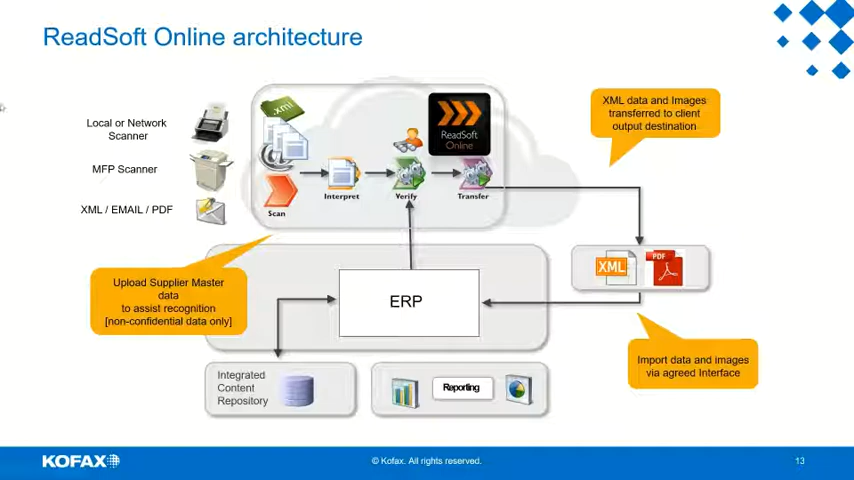 ReadSoft Online architecture
Local or Network
Scanner
MFP Scanner
XML / EMAIL / PDF
.xml
@
Scan
Interpret
Verify
Transfer
ReadSoft
Online
XML data and Images
transferred to client
output destination
XML
PDF
Upload Supplier Master
data
to assist recognition
[non-confidential data only]
ERP
Import data and images
via agreed Interface
Integrated
Content
Repository
Reporting
KOFAX
© Kofax. All rights reserved.
13